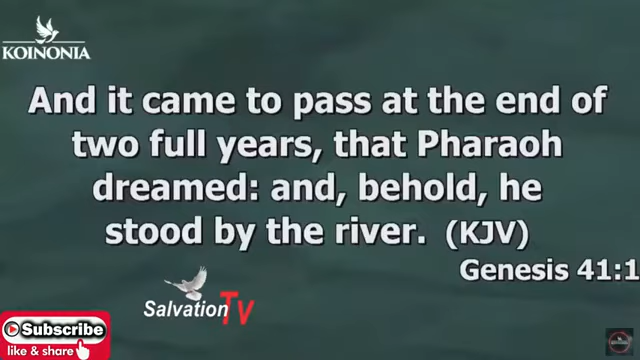 KOINONIA
And it came to pass at the end of
two full years, that Pharaoh
dreamed: and, behold, he
stood by the river. (KJV)
Genesis 41:1
Salvation TV
Subscribe
like & share